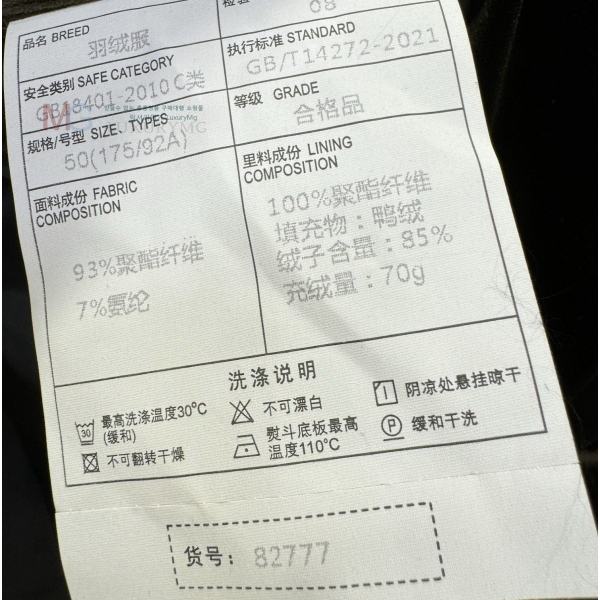 品名 BREED
羽绒服
检验
08
安全类别 SAFE CATEGORY
GB18401-2010 C类
执行标准 STANDARD
GB/T14272-2021
规格/号型 SIZE、TYPES
50(175/92A)
等级 GRADE
合格品
面料成份 FABRIC
COMPOSITION
93%聚酯纤维
7%氨纶
里料成份 LINING
COMPOSITION
100%聚酯纤维
填充物：鸭绒
绒子含量：85%
充绒量：70g
洗涤说明
30
最高洗涤温度30°C
(缓和)
不可漂白
阴凉处悬挂晾干
不可翻转干燥
熨斗底板最高
温度110°C
P
缓和干洗
货号：82777